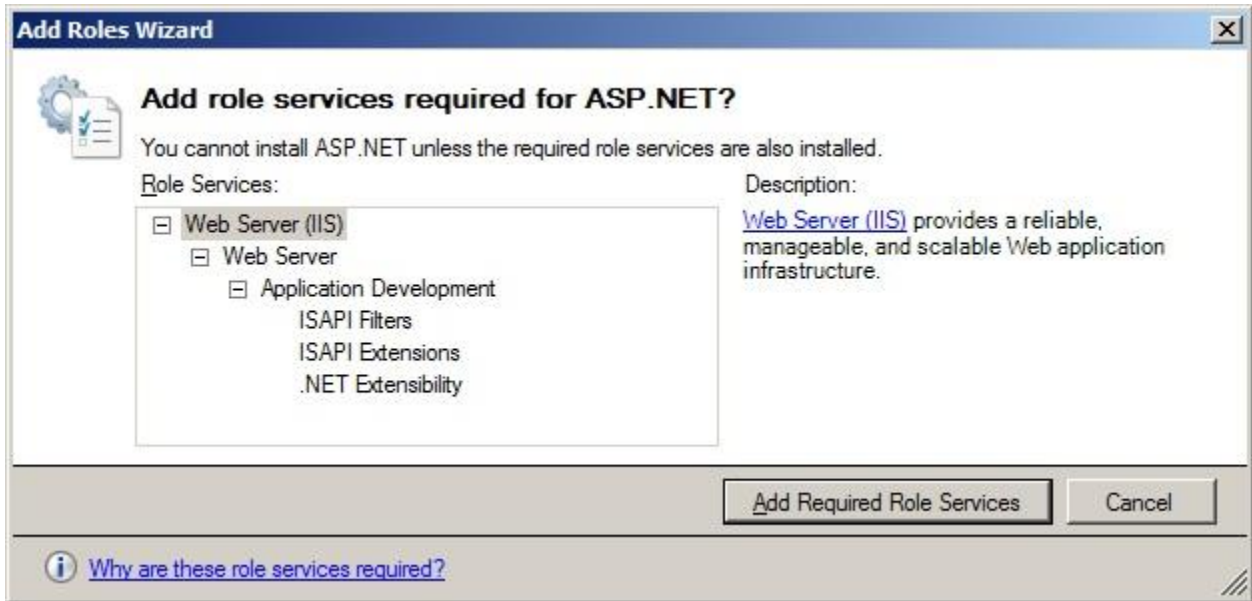 Add Roles Wizard
Add role services required for ASP.NET?
You cannot install ASP.NET unless the required role services are also installed.
Role Services:
Web Server (IIS)
Web Server
Application Development
ISAPI Filters
ISAPI Extensions
.NET Extensibility
Description:
Web Server (IIS) provides a reliable,
manageable, and scalable Web application
infrastructure.
Add Required Role Services
Cancel
Why are these role services required?